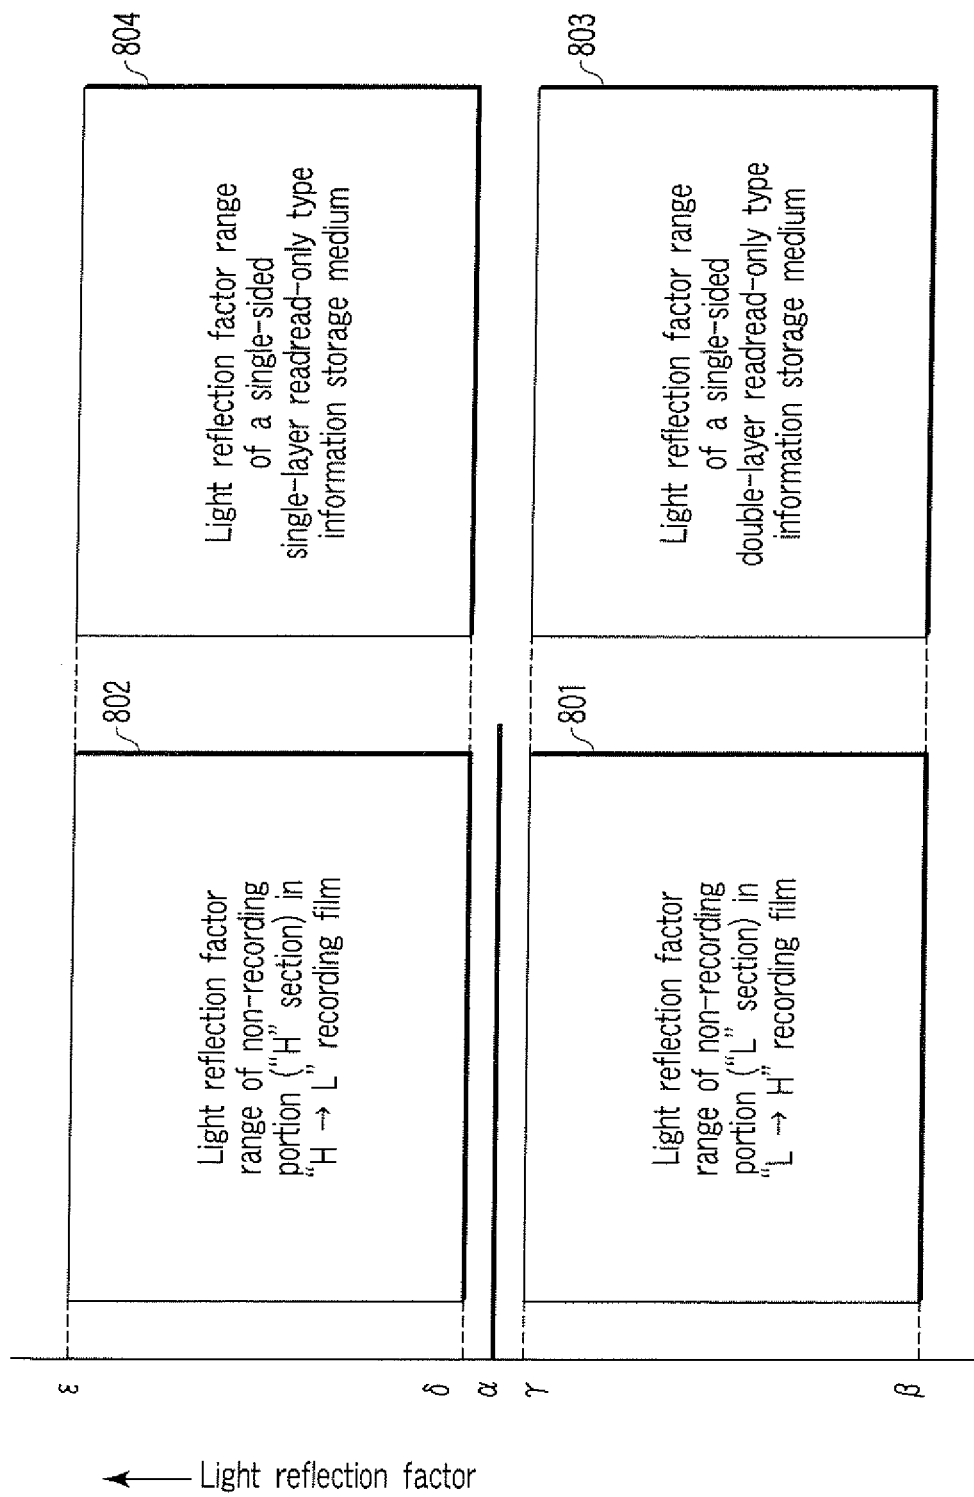 804
Light reflection factor range
of a single-sided
single-layer readread-only type
information storage medium
803
Light reflection factor range
of a single-sided
double-layer readread-only type
information storage medium
802
Light reflection factor
range of non-recording
portion (“H” section) in
“H → L” recording film
801
Light reflection factor
range of non-recording
portion (“L” section) in
“L → H” recording film
ε
δ
α
γ
β
Light reflection factor